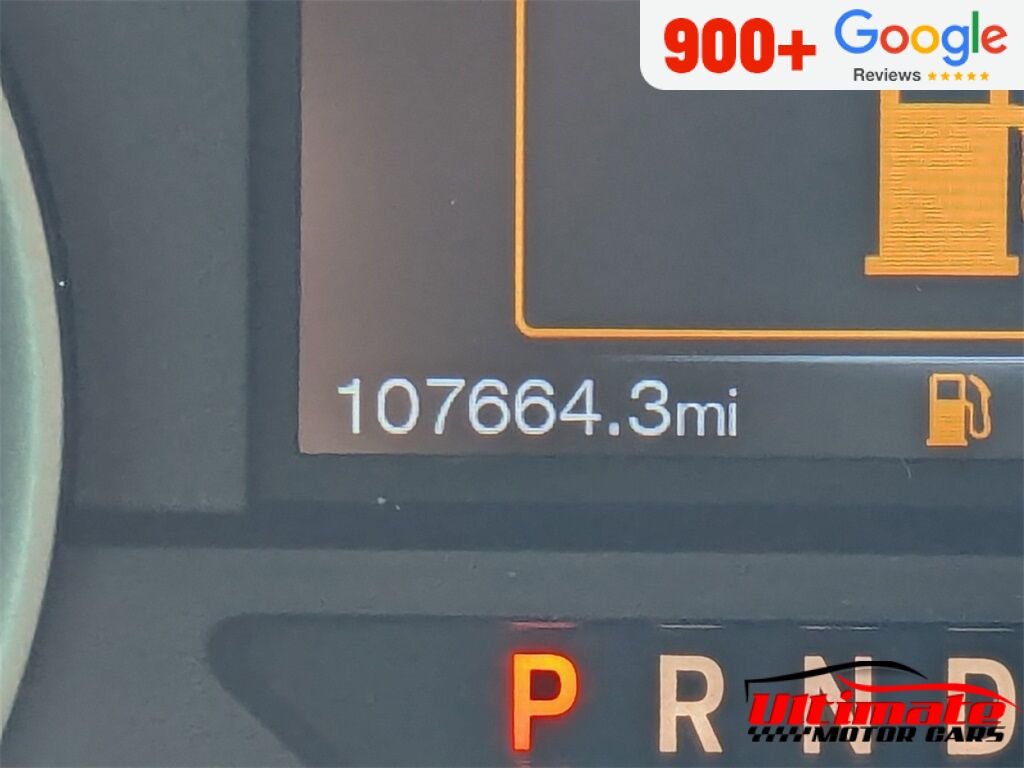 900+ Google
Reviews
107664.3mi
P R N D
Ultimate
MOTOR CARS